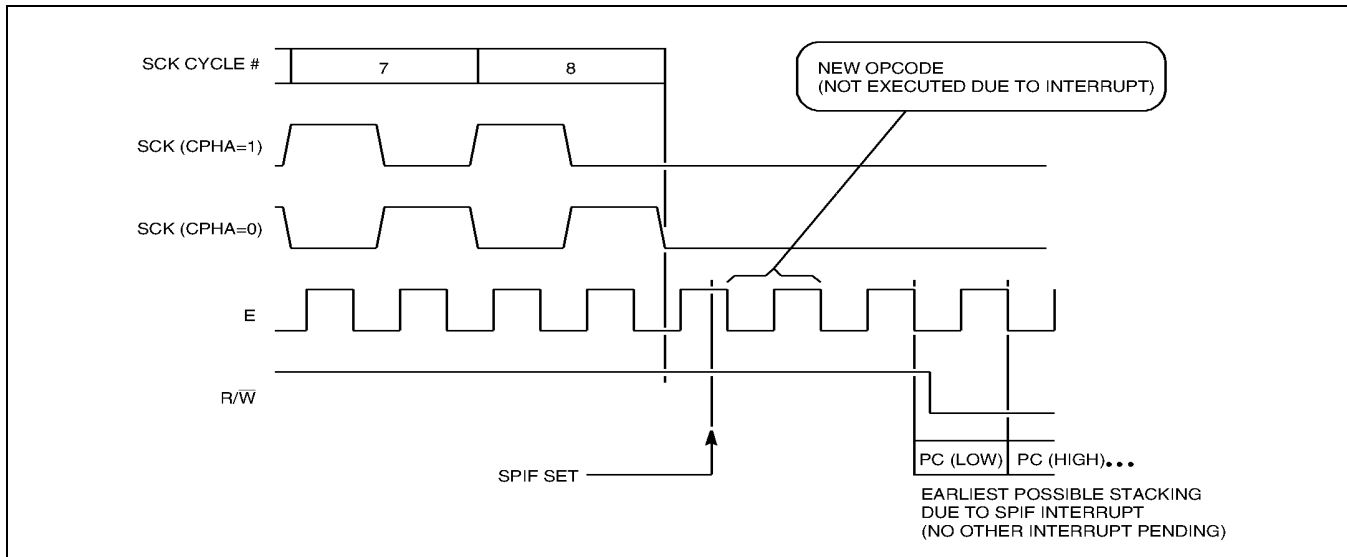 SCK CYCLE #
7
8
NEW OPCODE
(NOT EXECUTED DUE TO INTERRUPT)
SCK (CPHA=1)
SCK (CPHA=0)
E
R/W̅
SPIF SET
PC (LOW)
PC (HIGH)•••
EARLIEST POSSIBLE STACKING
DUE TO SPIF INTERRUPT
(NO OTHER INTERRUPT PENDING)